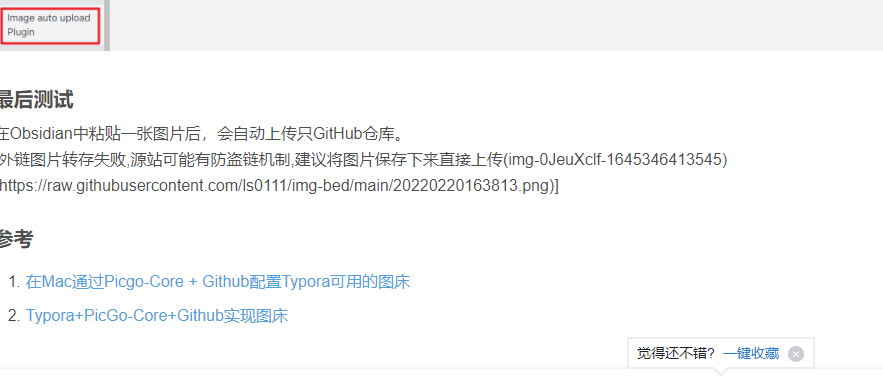 Image auto upload
Plugin
最后测试
在Obsidian中粘贴一张图片后，会自动上传只GitHub仓库。
外链图片转存失败,源站可能有防盗链机制,建议将图片保存下来直接上传(img-0JeuXclf-1645346413545)
https://raw.githubusercontent.com/ls0111/img-bed/main/20220220163813.png)]
参考
1. 在Mac通过Picgo-Core + Github配置Typora可用的图床
2. Typora+PicGo-Core+Github实现图床
觉得还不错? 一键收藏